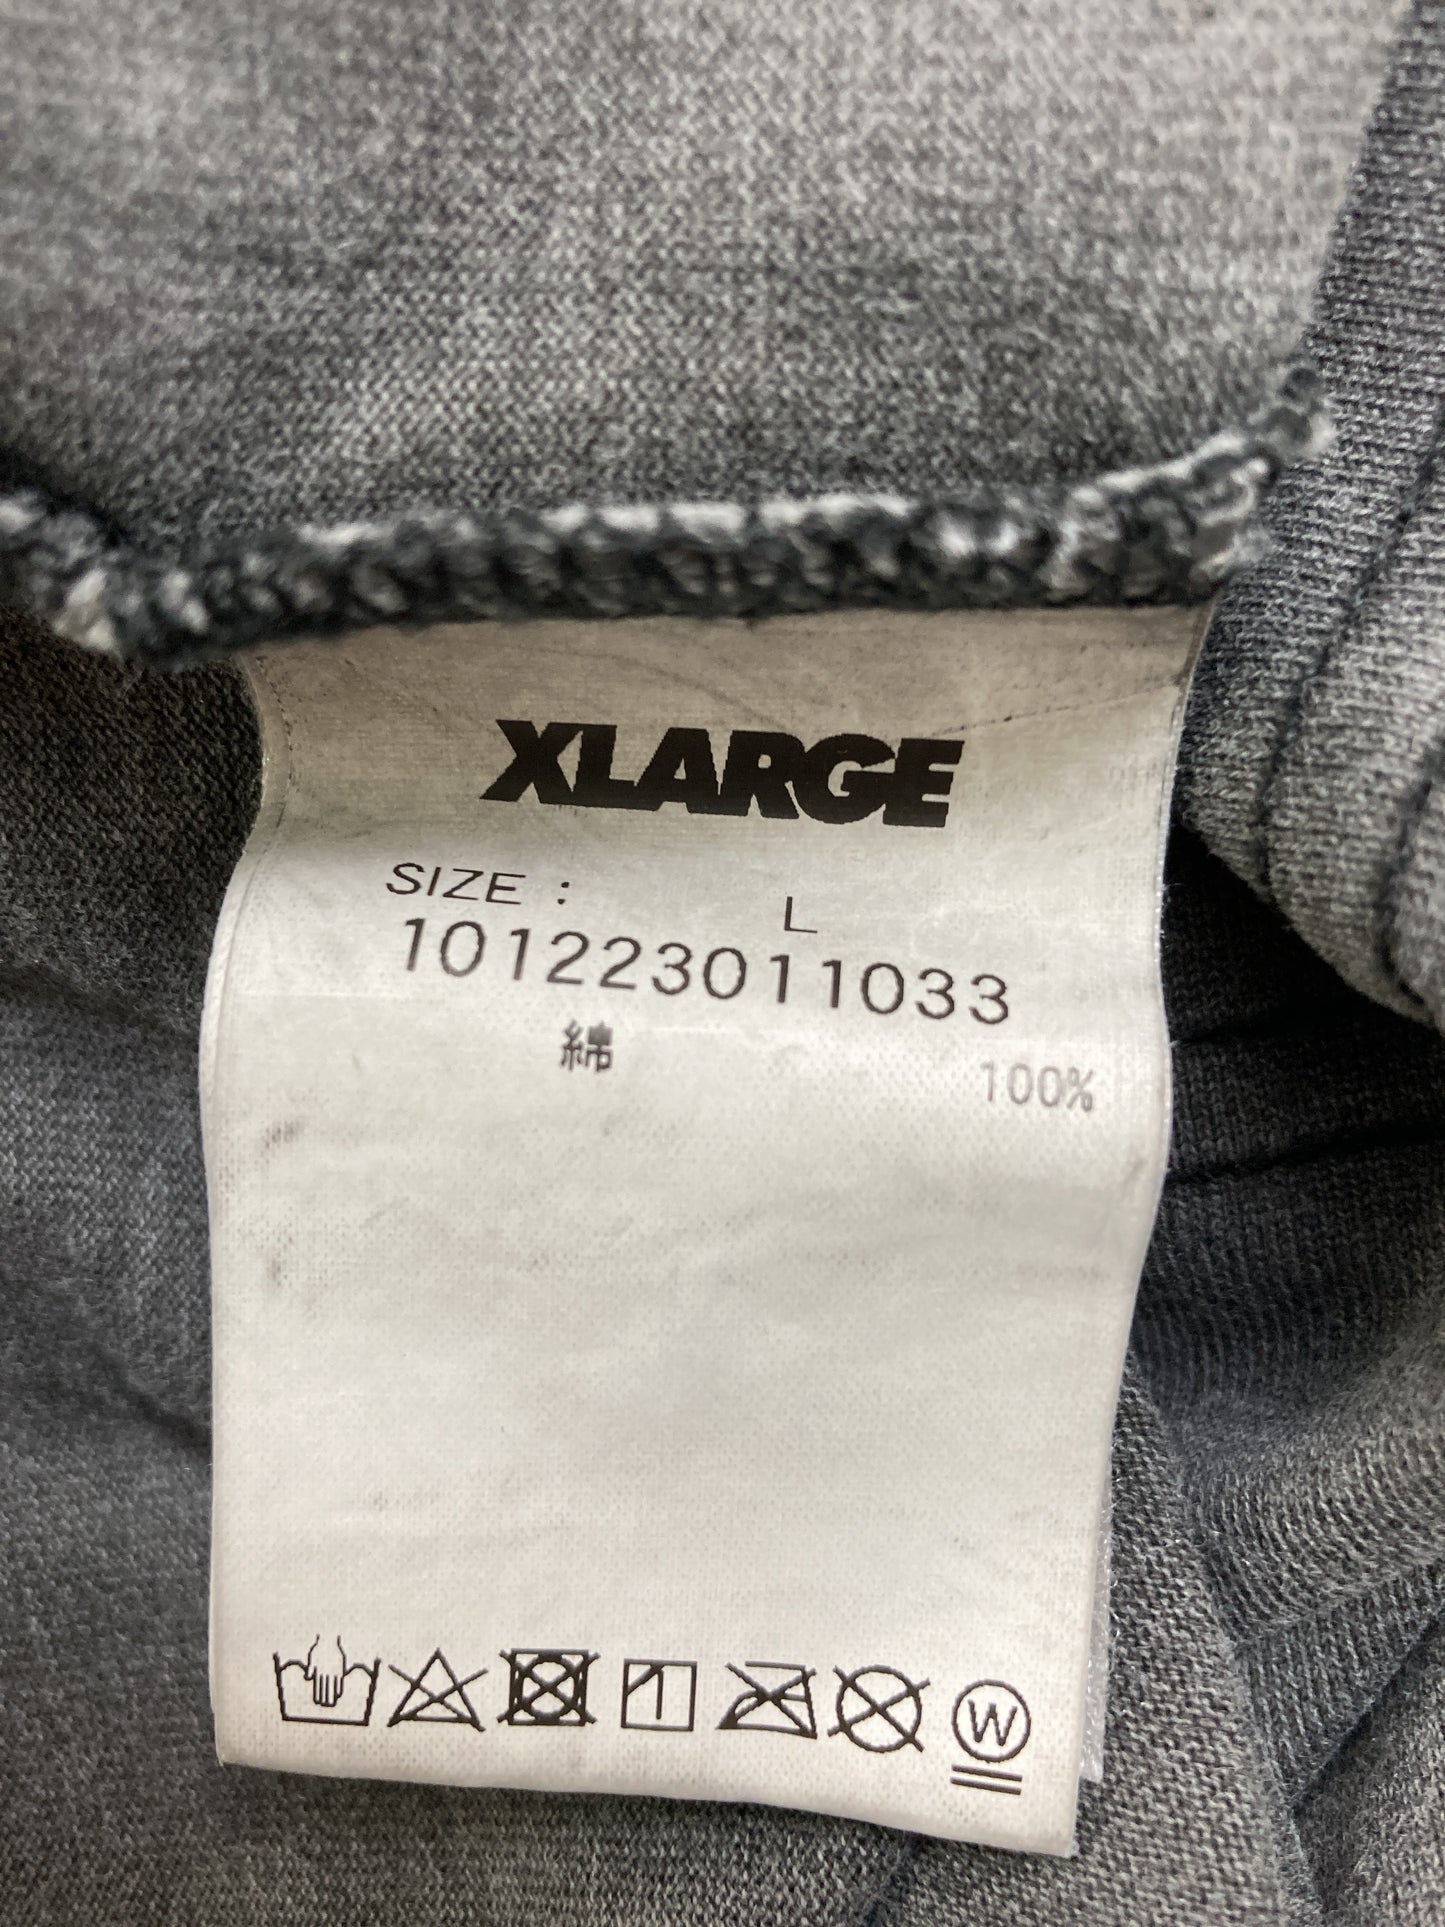 XLARGE
SIZE : L
101223011033
綿 100%
W